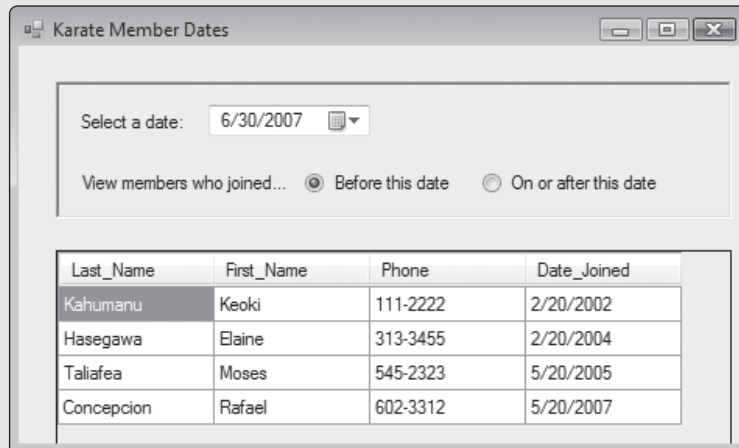 Karate Member Dates
Select a date: 6/30/2007
View members who joined... Before this date On or after this date
Last_Name First_Name Phone Date_Joined
Kahumanu Keoki 111-2222 2/20/2002
Hasegawa Elaine 313-3455 2/20/2004
Taliafea Moses 545-2323 5/20/2005
Concepcion Rafael 602-3312 5/20/2007